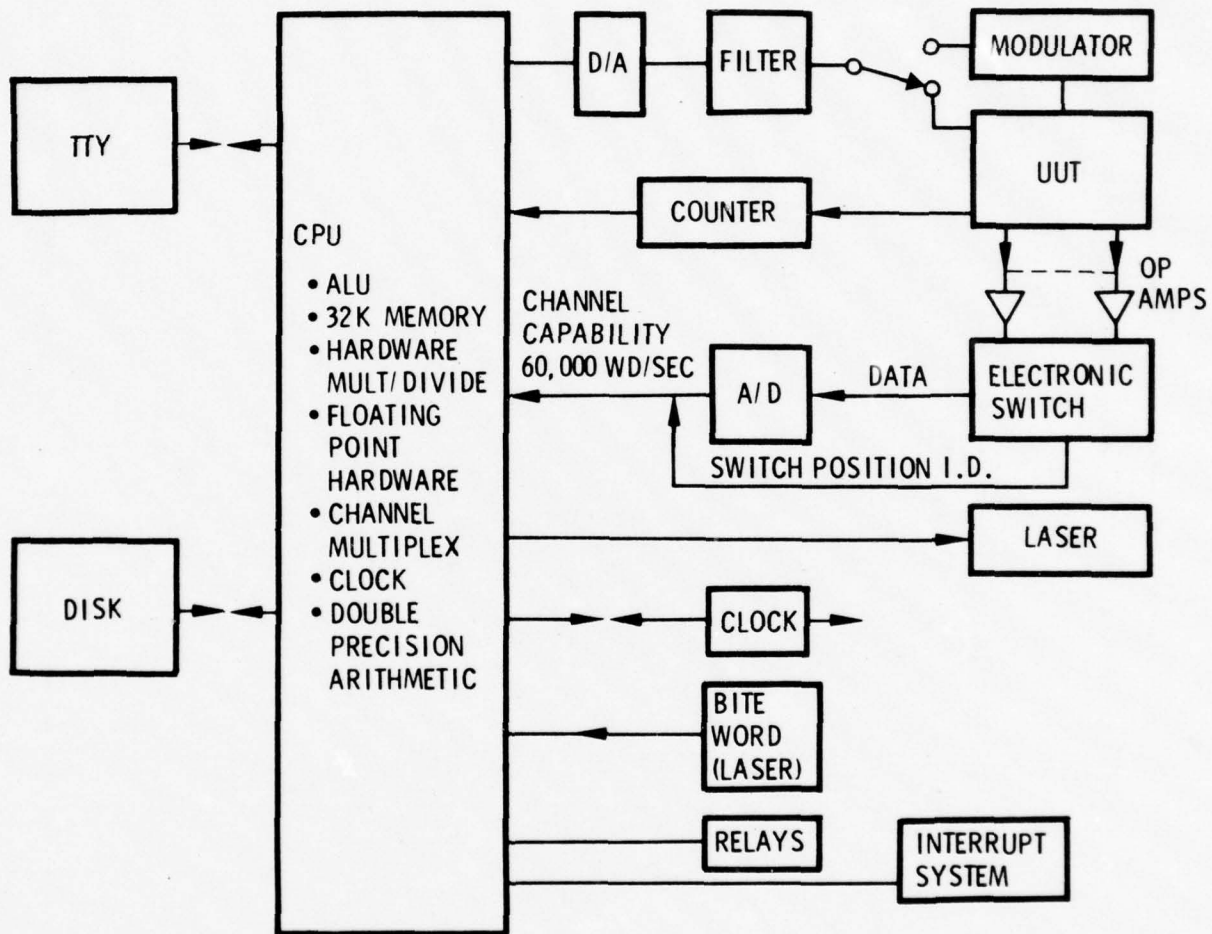 TTY
DISK
CPU
• ALU
• 32K MEMORY
• HARDWARE
MULT/DIVIDE
• FLOATING
POINT
HARDWARE
• CHANNEL
MULTIPLEX
• CLOCK
• DOUBLE
PRECISION
ARITHMETIC
D/A
FILTER
MODULATOR
UUT
COUNTER
OP
AMPS
CHANNEL
CAPABILITY
60,000 WD/SEC
A/D
DATA
ELECTRONIC
SWITCH
SWITCH POSITION I.D.
LASER
CLOCK
BITE
WORD
(LASER)
RELAYS
INTERRUPT
SYSTEM